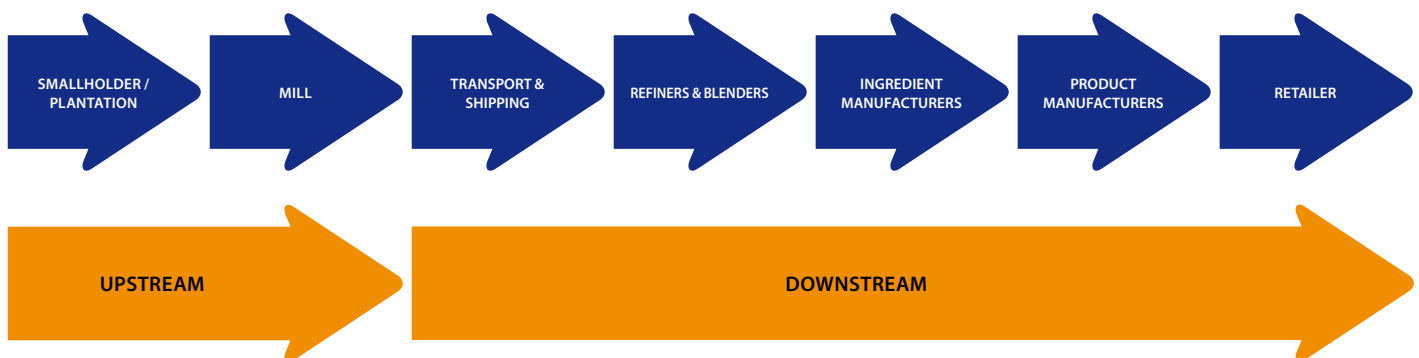 SMALLHOLDER /
PLANTATION
MILL
TRANSPORT &
SHIPPING
REFINERS & BLENDERS
INGREDIENT
MANUFACTURERS
PRODUCT
MANUFACTURERS
RETAILER
UPSTREAM
DOWNSTREAM